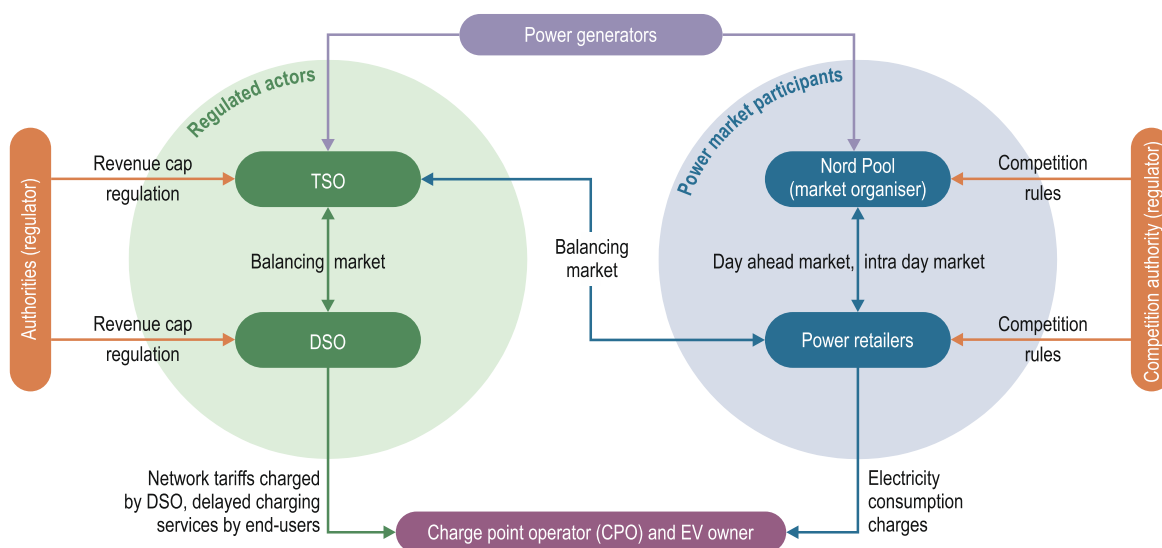 Power generators
Regulated actors
Power market participants
Authorities (regulator)
Revenue cap
regulation
TSO
Nord Pool
(market organiser)
Competition
rules
Competition authority (regulator)
Balancing market
Balancing
market
Day ahead market, intra day market
Revenue cap
regulation
DSO
Power retailers
Competition
rules
Network tariffs charged
by DSO, delayed charging
services by end-users
Electricity
consumption
charges
Charge point operator (CPO) and EV owner